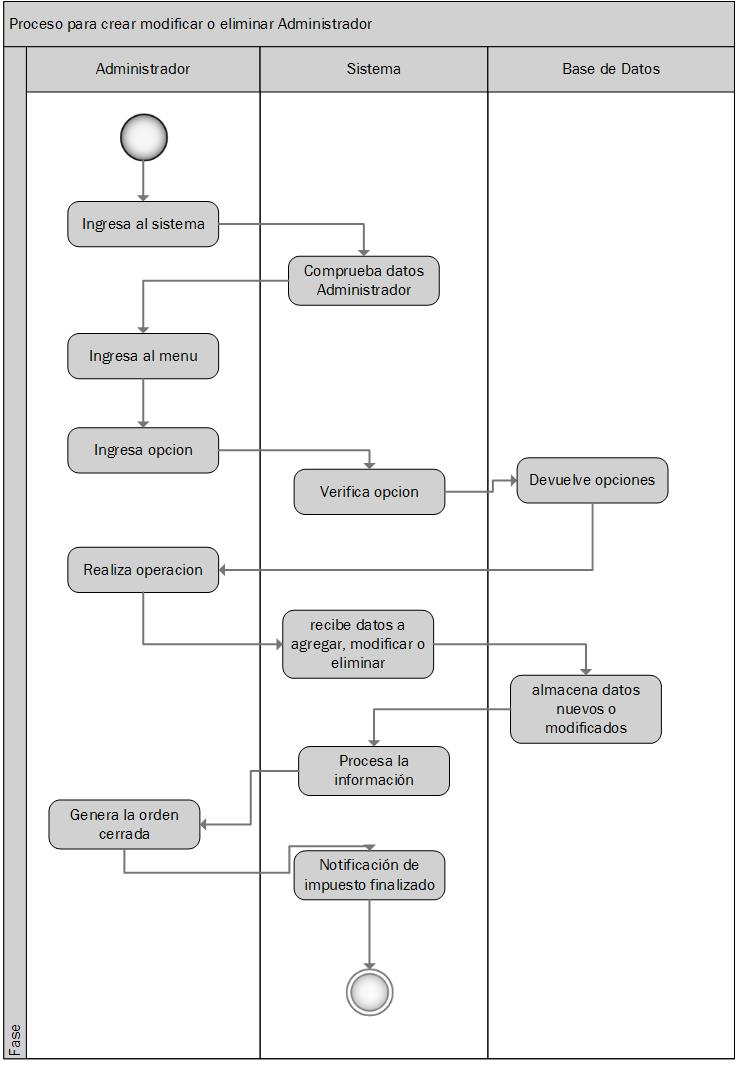 Proceso para crear modificar o eliminar Administrador
Administrador
Sistema
Base de Datos
Ingresa al sistema
Comprueba datos
Administrador
Ingresa al menu
Ingresa opcion
Verifica opcion
Devuelve opciones
Realiza operacion
recibe datos a
agregar, modificar o
eliminar
almacena datos
nuevos o
modificados
Procesa la
información
Genera la orden
cerrada
Notificación de
impuesto finalizado
Fase